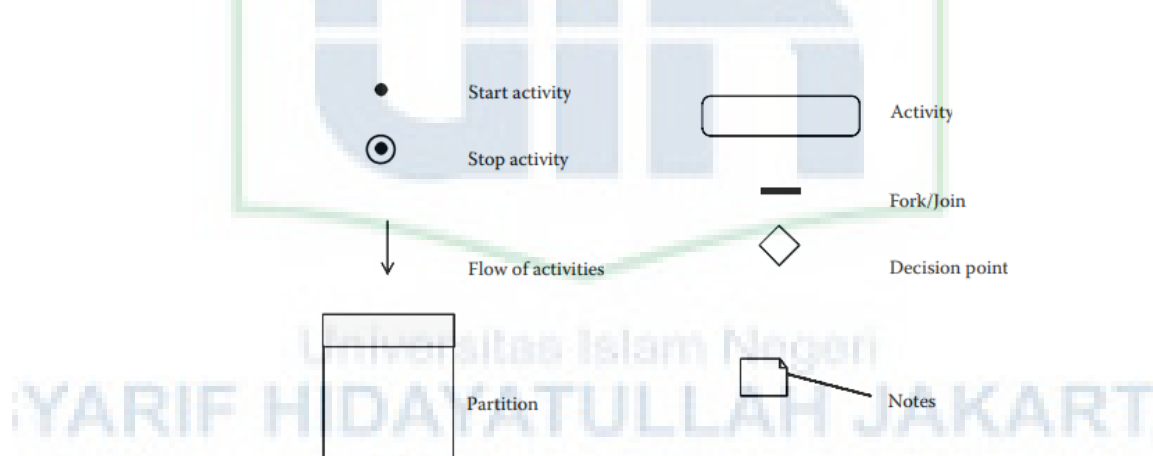 Start activity
Activity
Stop activity
Fork/Join
Flow of activities
Decision point
Universitas Islam Negeri
Partition
Notes
SYARIF HIDAYATULLAH JAKART